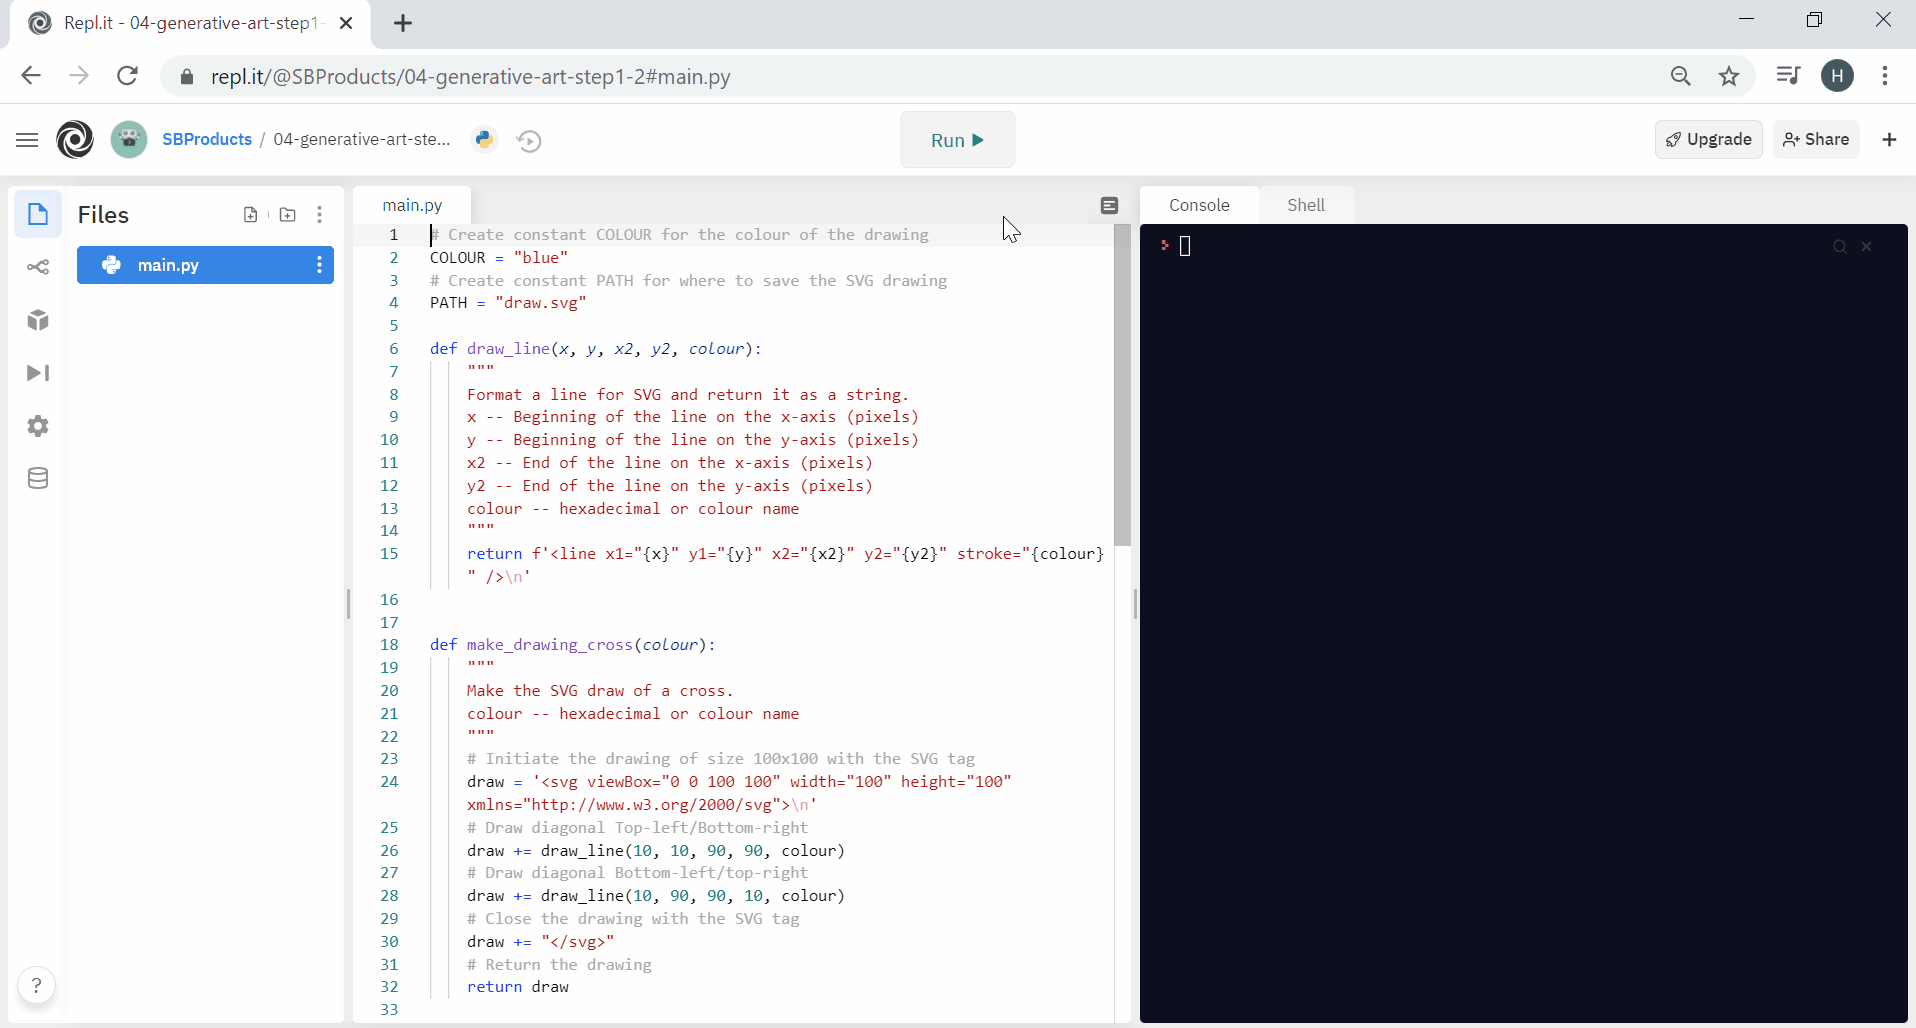 Repl.it - 04-generative-art-step1-
repl.it/@SBProducts/04-generative-art-step1-2#main.py
H
SBProducts / 04-generative-art-ste...
Run
Upgrade
Share
Files
main.py
main.py
Console
Shell
1 # Create constant COLOUR for the colour of the drawing
2 COLOUR = "blue"
3 # Create constant PATH for where to save the SVG drawing
4 PATH = "draw.svg"
5
6 def draw_line(x, y, x2, y2, colour):
7 """
8 Format a line for SVG and return it as a string.
9 x -- Beginning of the line on the x-axis (pixels)
10 y -- Beginning of the line on the y-axis (pixels)
11 x2 -- End of the line on the x-axis (pixels)
12 y2 -- End of the line on the y-axis (pixels)
13 colour -- hexadecimal or colour name
14 """
15 return f'<line x1="{x}" y1="{y}" x2="{x2}" y2="{y2}" stroke="{colour}
" />\n'
16
17
18 def make_drawing_cross(colour):
19 """
20 Make the SVG draw of a cross.
21 colour -- hexadecimal or colour name
22 """
23 # Initiate the drawing of size 100x100 with the SVG tag
24 draw = '<svg viewBox="0 0 100 100" width="100" height="100"
xmlns="http://www.w3.org/2000/svg">\n'
25 # Draw diagonal Top-left/Bottom-right
26 draw += draw_line(10, 10, 90, 90, colour)
27 # Draw diagonal Bottom-left/top-right
28 draw += draw_line(10, 90, 90, 10, colour)
29 # Close the drawing with the SVG tag
30 draw += "</svg>"
31 # Return the drawing
32 return draw
33
?